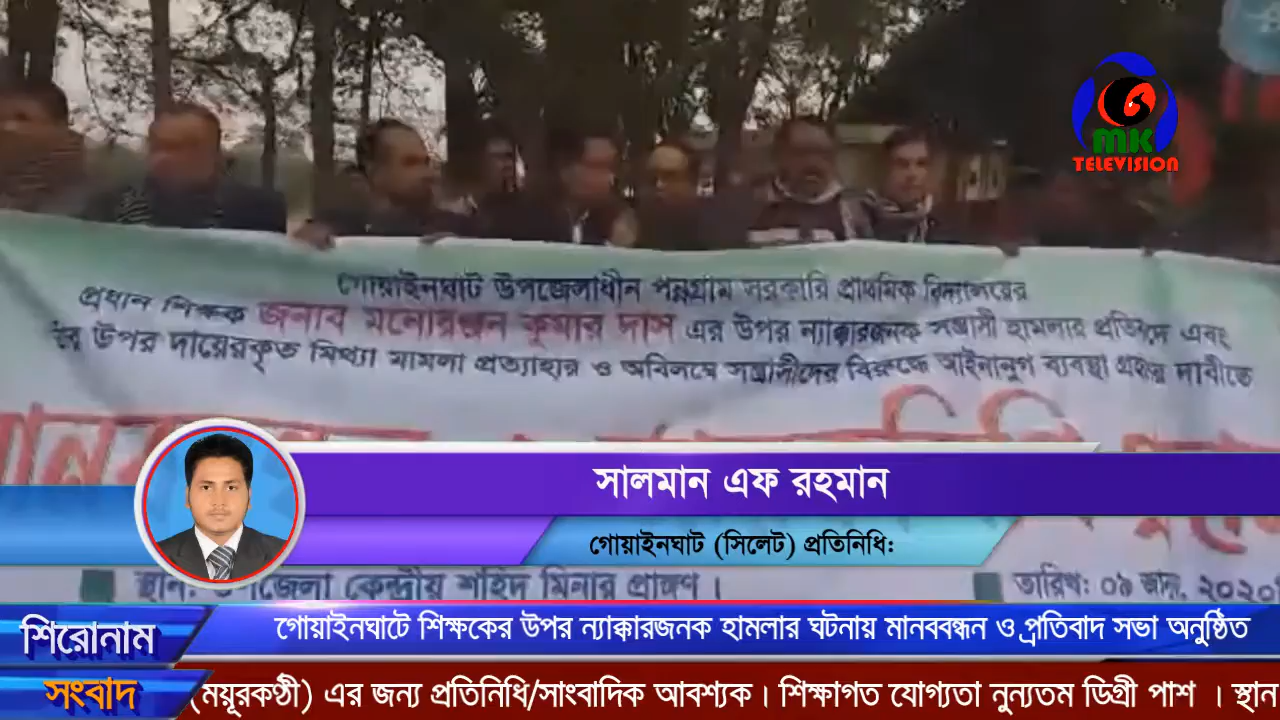 MK
TELEVISION
গোয়াইনঘাট উপজেলাধীন পন্নগ্রাম সরকারি প্রাথমিক বিদ্যালয়ের
প্রধান শিক্ষক জনাব মনোরঞ্জন কুমার দাস এর উপর ন্যাক্কারজনক সন্ত্রাসী হামলার প্রতিবাদে এবং
উপর দায়েরকৃত মিথ্যা মামলা প্রত্যাহার ও অবিলম্বে সন্ত্রাসীদের বিরুদ্ধে আইনানুগ ব্যবস্থা গ্রহণের দাবীতে
সালমান এফ রহমান
গোয়াইনঘাট (সিলেট) প্রতিনিধি:
স্থান: উপজেলা কেন্দ্রীয় শহিদ মিনার প্রাঙ্গণ ।
তারিখ: ০৯ জানু, ২০২০
শিরোনাম
গোয়াইনঘাটে শিক্ষকের উপর ন্যাক্কারজনক হামলার ঘটনায় মানববন্ধন ও প্রতিবাদ সভা অনুষ্ঠিত
সংবাদ
(ময়ূরকণ্ঠী) এর জন্য প্রতিনিধি/সাংবাদিক আবশ্যক। শিক্ষাগত যোগ্যতা নুন্যতম ডিগ্রী পাশ । স্থান